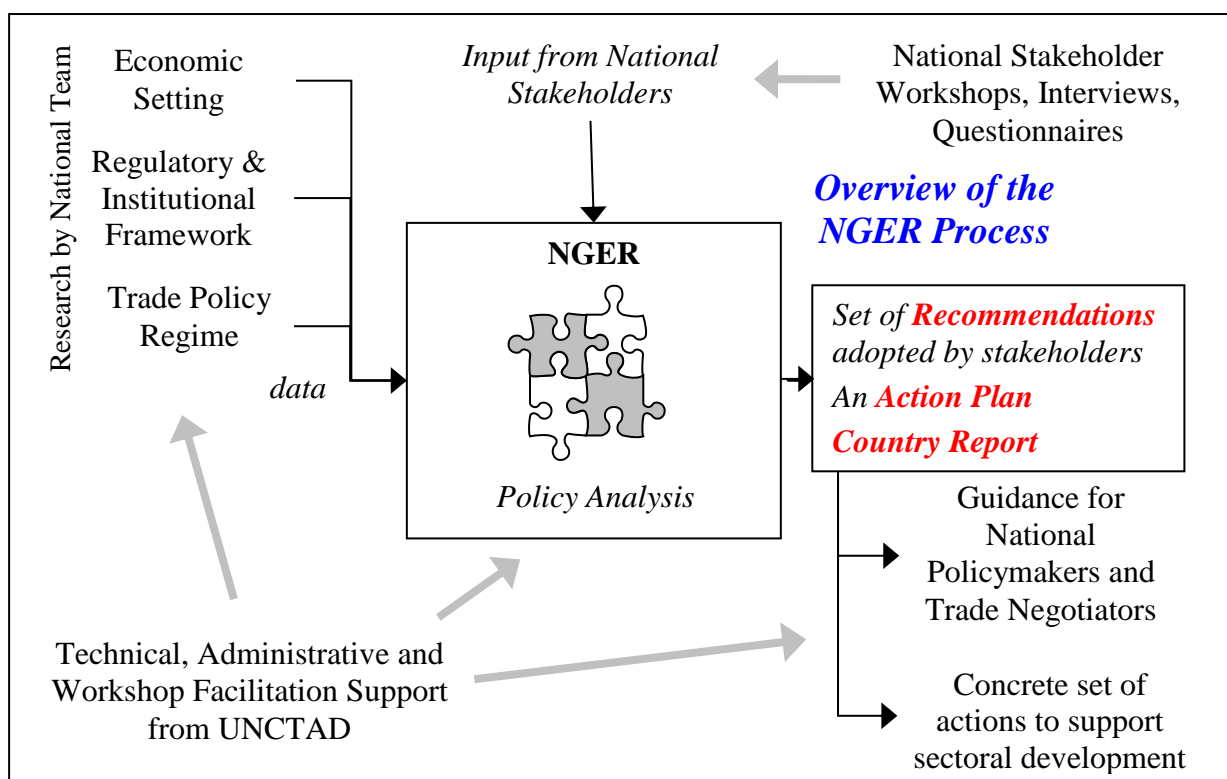 Research by National Team
Economic
Setting
Regulatory &
Institutional
Framework
Trade Policy
Regime
data
Input from National
Stakeholders
National Stakeholder
Workshops, Interviews,
Questionnaires
Overview of the
NGER Process
NGER
Policy Analysis
Set of Recommendations
adopted by stakeholders
An Action Plan
Country Report
Guidance for
National
Policymakers and
Trade Negotiators
Concrete set of
actions to support
sectoral development
Technical, Administrative and
Workshop Facilitation Support
from UNCTAD